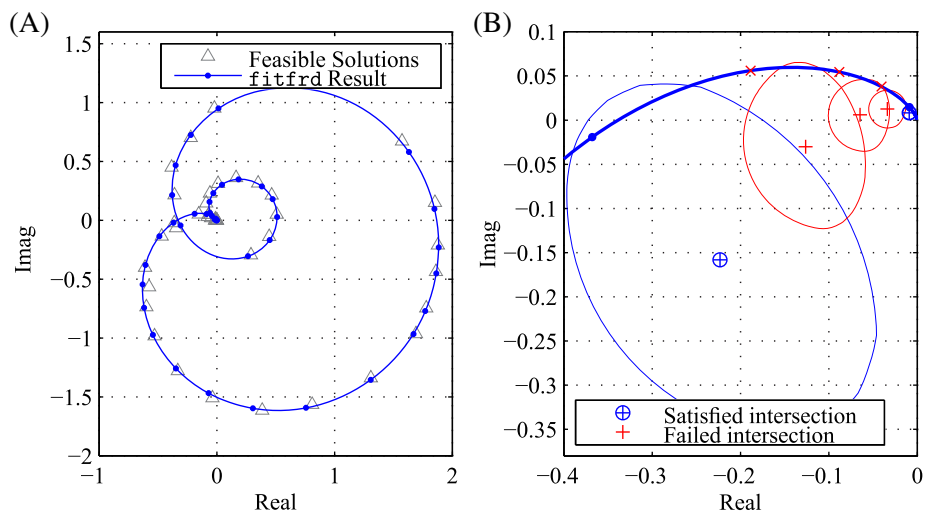 (A)
1.5
1
0.5
0
−0.5
−1
−1.5
−2
Imag
−1
0
1
2
Real
Feasible Solutions
fitfrd Result
(B)
0.1
0.05
0
−0.05
−0.1
−0.15
−0.2
−0.25
−0.3
−0.35
Imag
−0.4
−0.3
−0.2
−0.1
0
Real
Satisfied intersection
Failed intersection